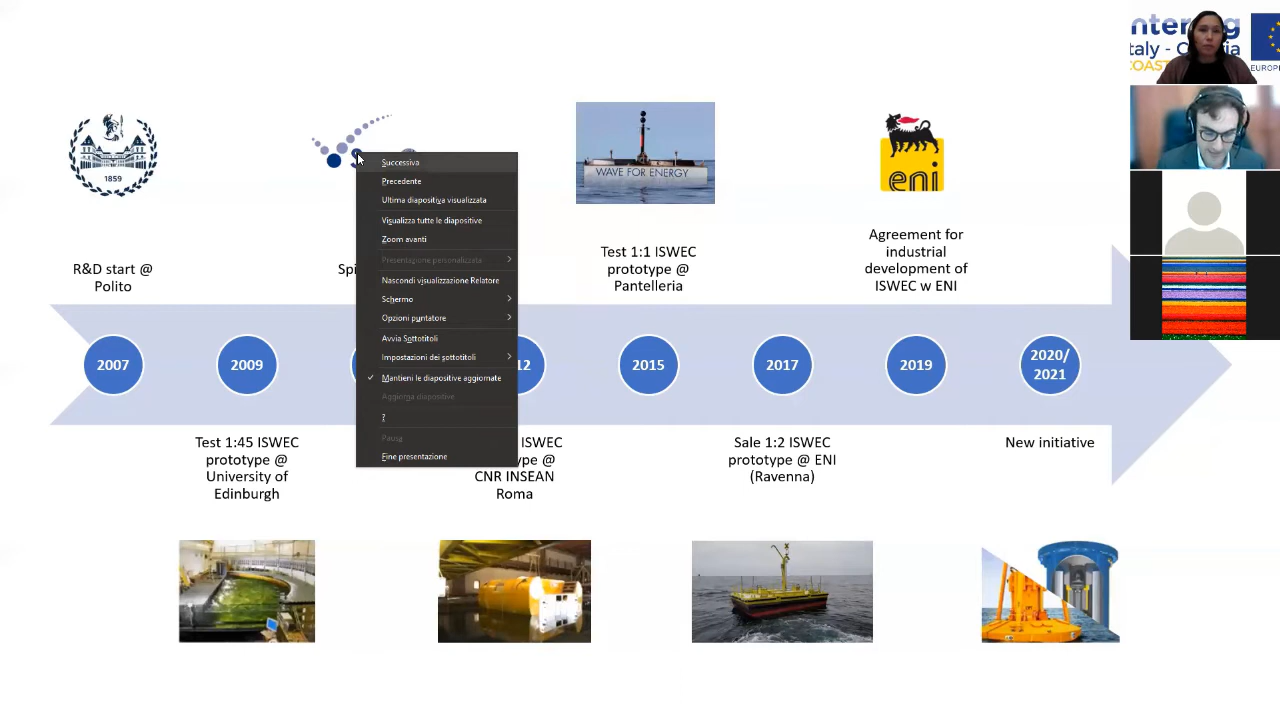 1859
WAVE FOR ENERGY
eni
Italy - C
COAST
EUROPE
R&D start @
Polito
Test 1:1 ISWEC
prototype @
Pantelleria
Agreement for
industrial
development of
ISWEC w ENI
Successiva
Precedente
Ultima diapositiva visualizzata
Visualizza tutte le diapositive
Zoom avanti
Presentazione personalizzata
Nascondi visualizzazione Relatore
Schermo
Opzioni puntatore
Avvia Sottotitoli
Impostazioni dei sottotitoli
Mantieni le diapositive aggiornate
Aggiorna diapositive
?
Pausa
Fine presentazione
2007
2009
12
2015
2017
2019
2020/
2021
Test 1:45 ISWEC
prototype @
University of
Edinburgh
ISWEC
type @
CNR INSEAN
Roma
Sale 1:2 ISWEC
prototype @ ENI
(Ravenna)
New initiative